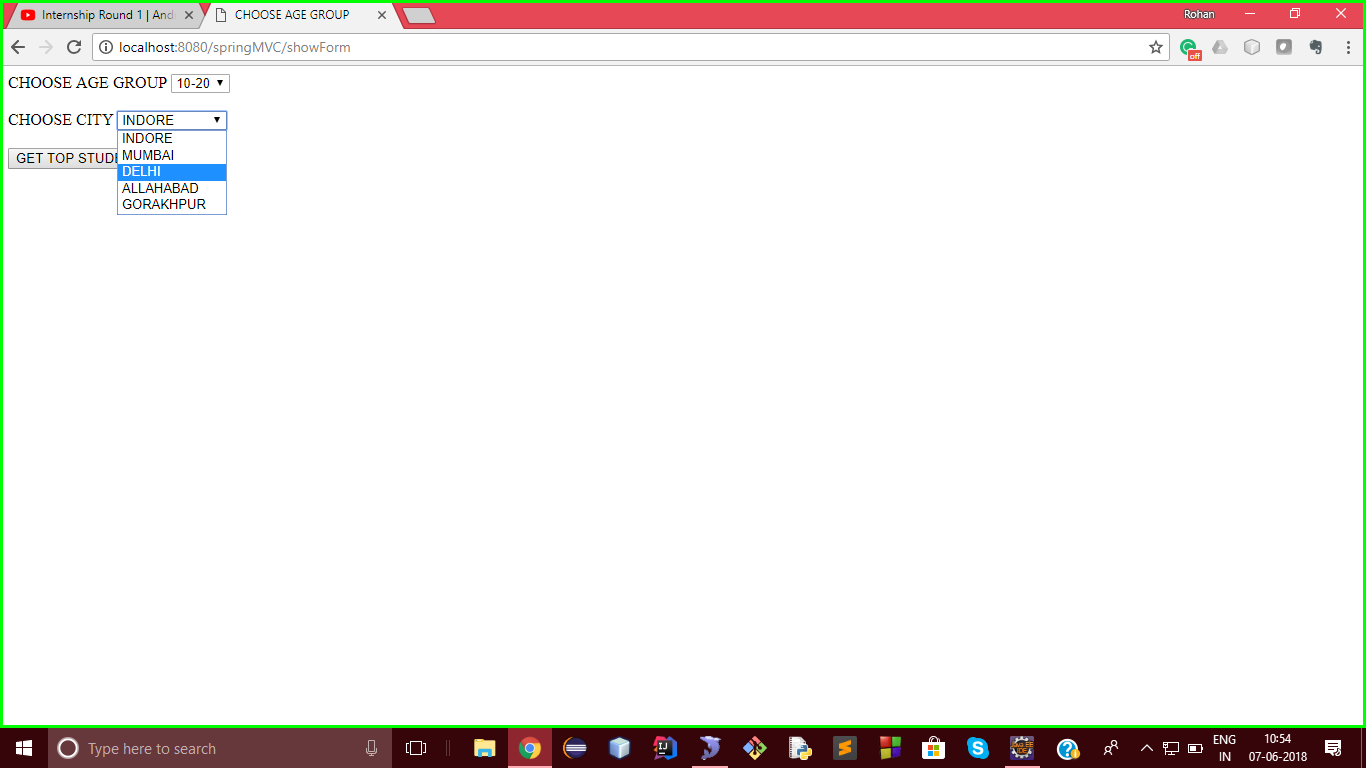 Internship Round 1 | And
CHOOSE AGE GROUP
Rohan
localhost:8080/springMVC/showForm
off
CHOOSE AGE GROUP 10-20
CHOOSE CITY INDORE
INDORE
MUMBAI
DELHI
ALLAHABAD
GORAKHPUR
GET TOP STUDE
Type here to search
ENG
IN
10:54
07-06-2018